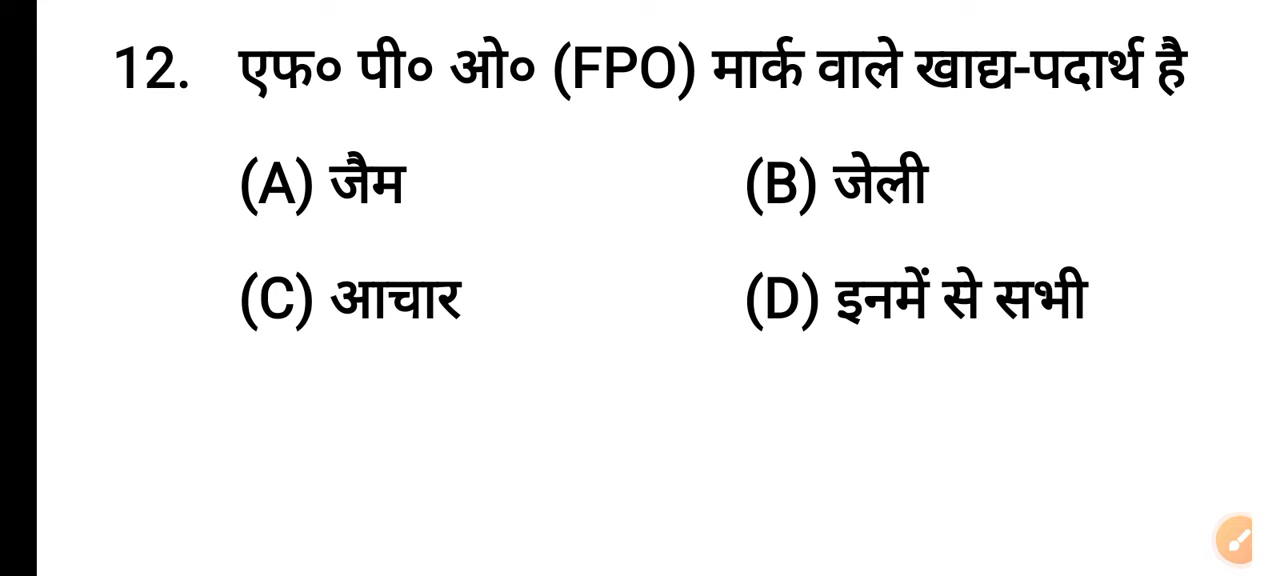 12. एफ० पी० ओ० (FPO) मार्क वाले खाद्य-पदार्थ है
(A) जैम (B) जेली
(C) आचार (D) इनमें से सभी